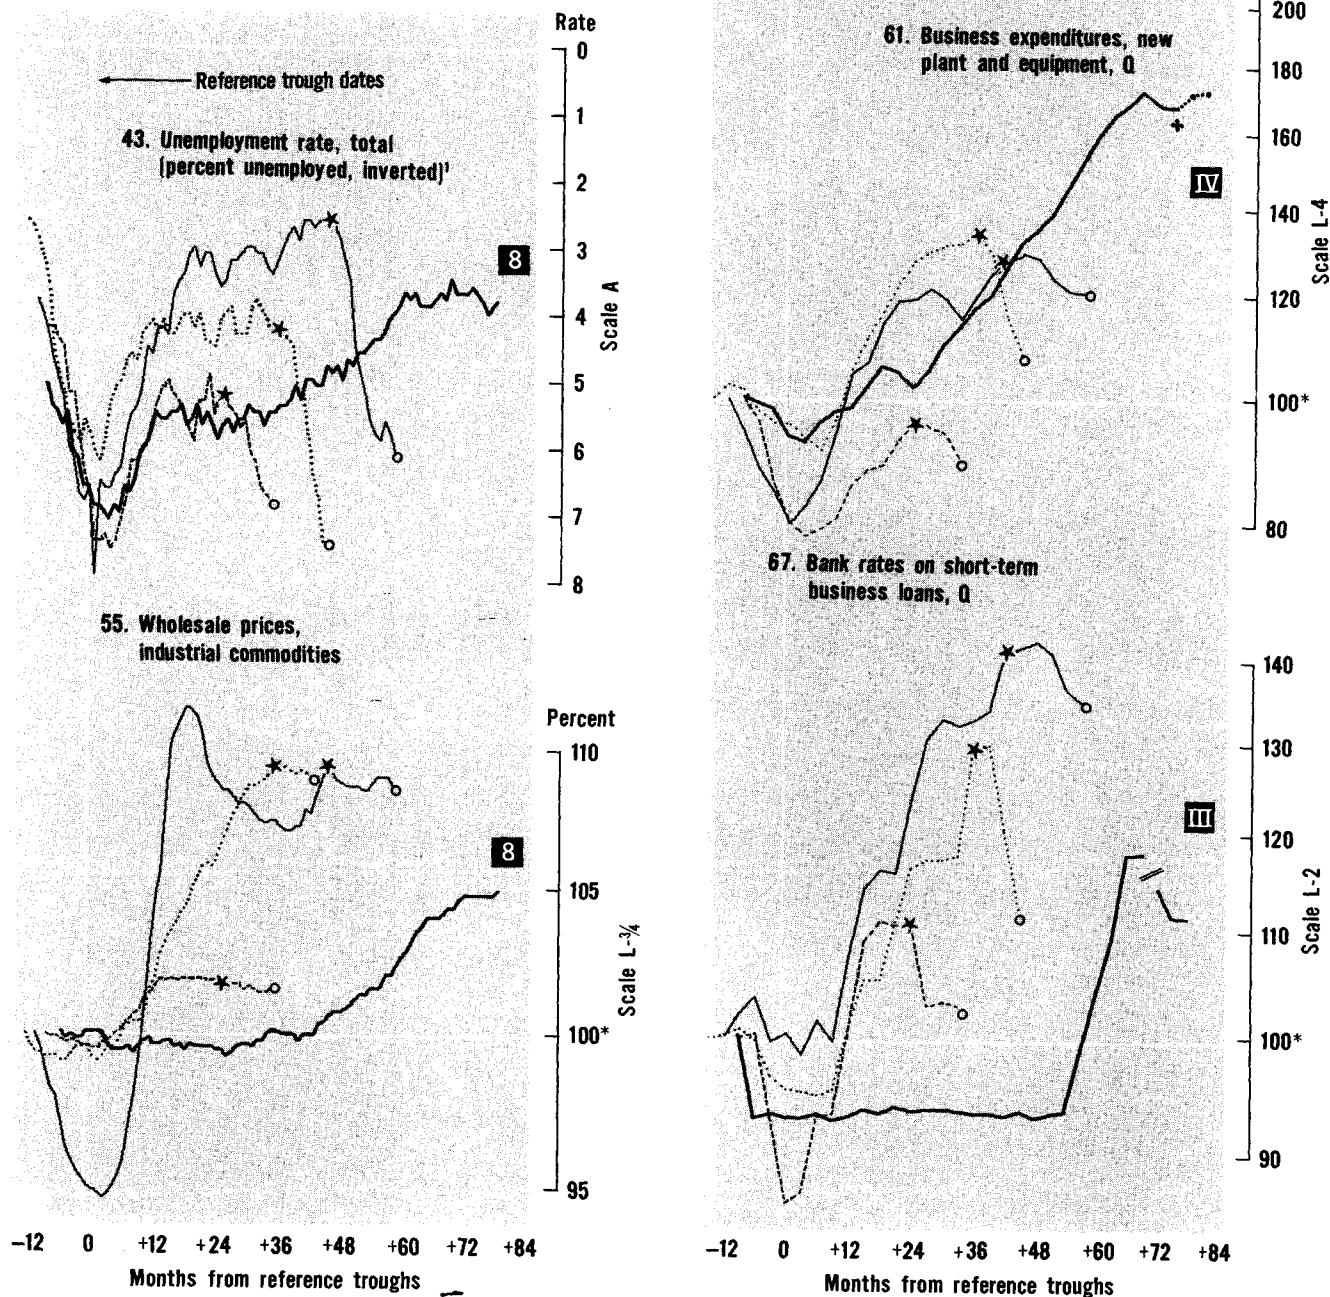 Rate
0
Reference trough dates
1
43. Unemployment rate, total
(percent unemployed, inverted)¹
2
3
8
4
Scale A
5
6
7
8
55. Wholesale prices,
industrial commodities
Percent
110
8
105
Scale L-¾
100*
95
-12 0 +12 +24 +36 +48 +60 +72 +84
Months from reference troughs
200
61. Business expenditures, new
plant and equipment, Q
180
160
IV
140
Scale L-4
120
100*
80
67. Bank rates on short-term
business loans, Q
140
130
III
120
Scale L-2
110
100*
90
-12 0 +12 +24 +36 +48 +60 +72 +84
Months from reference troughs